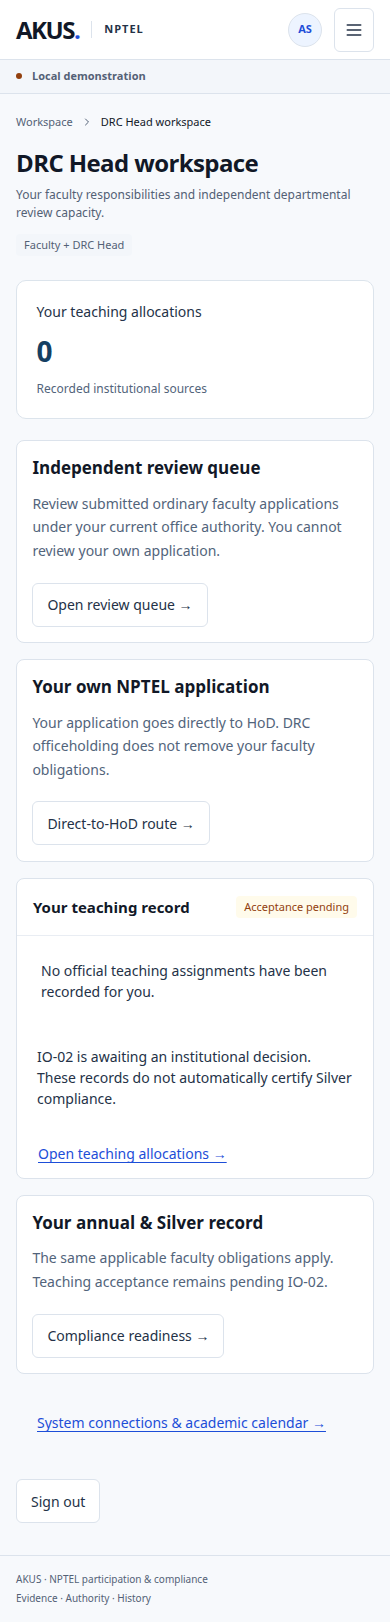 AKUS. NPTEL AS
Local demonstration
Workspace > DRC Head workspace
DRC Head workspace
Your faculty responsibilities and independent departmental
review capacity.
Faculty + DRC Head
Your teaching allocations
0
Recorded institutional sources
Independent review queue
Review submitted ordinary faculty applications
under your current office authority. You cannot
review your own application.
Open review queue →
Your own NPTEL application
Your application goes directly to HoD. DRC
officeholding does not remove your faculty
obligations.
Direct-to-HoD route →
Your teaching record Acceptance pending
No official teaching assignments have been
recorded for you.
IO-02 is awaiting an institutional decision.
These records do not automatically certify Silver
compliance.
Open teaching allocations →
Your annual & Silver record
The same applicable faculty obligations apply.
Teaching acceptance remains pending IO-02.
Compliance readiness →
System connections & academic calendar →
Sign out
AKUS · NPTEL participation & compliance
Evidence · Authority · History